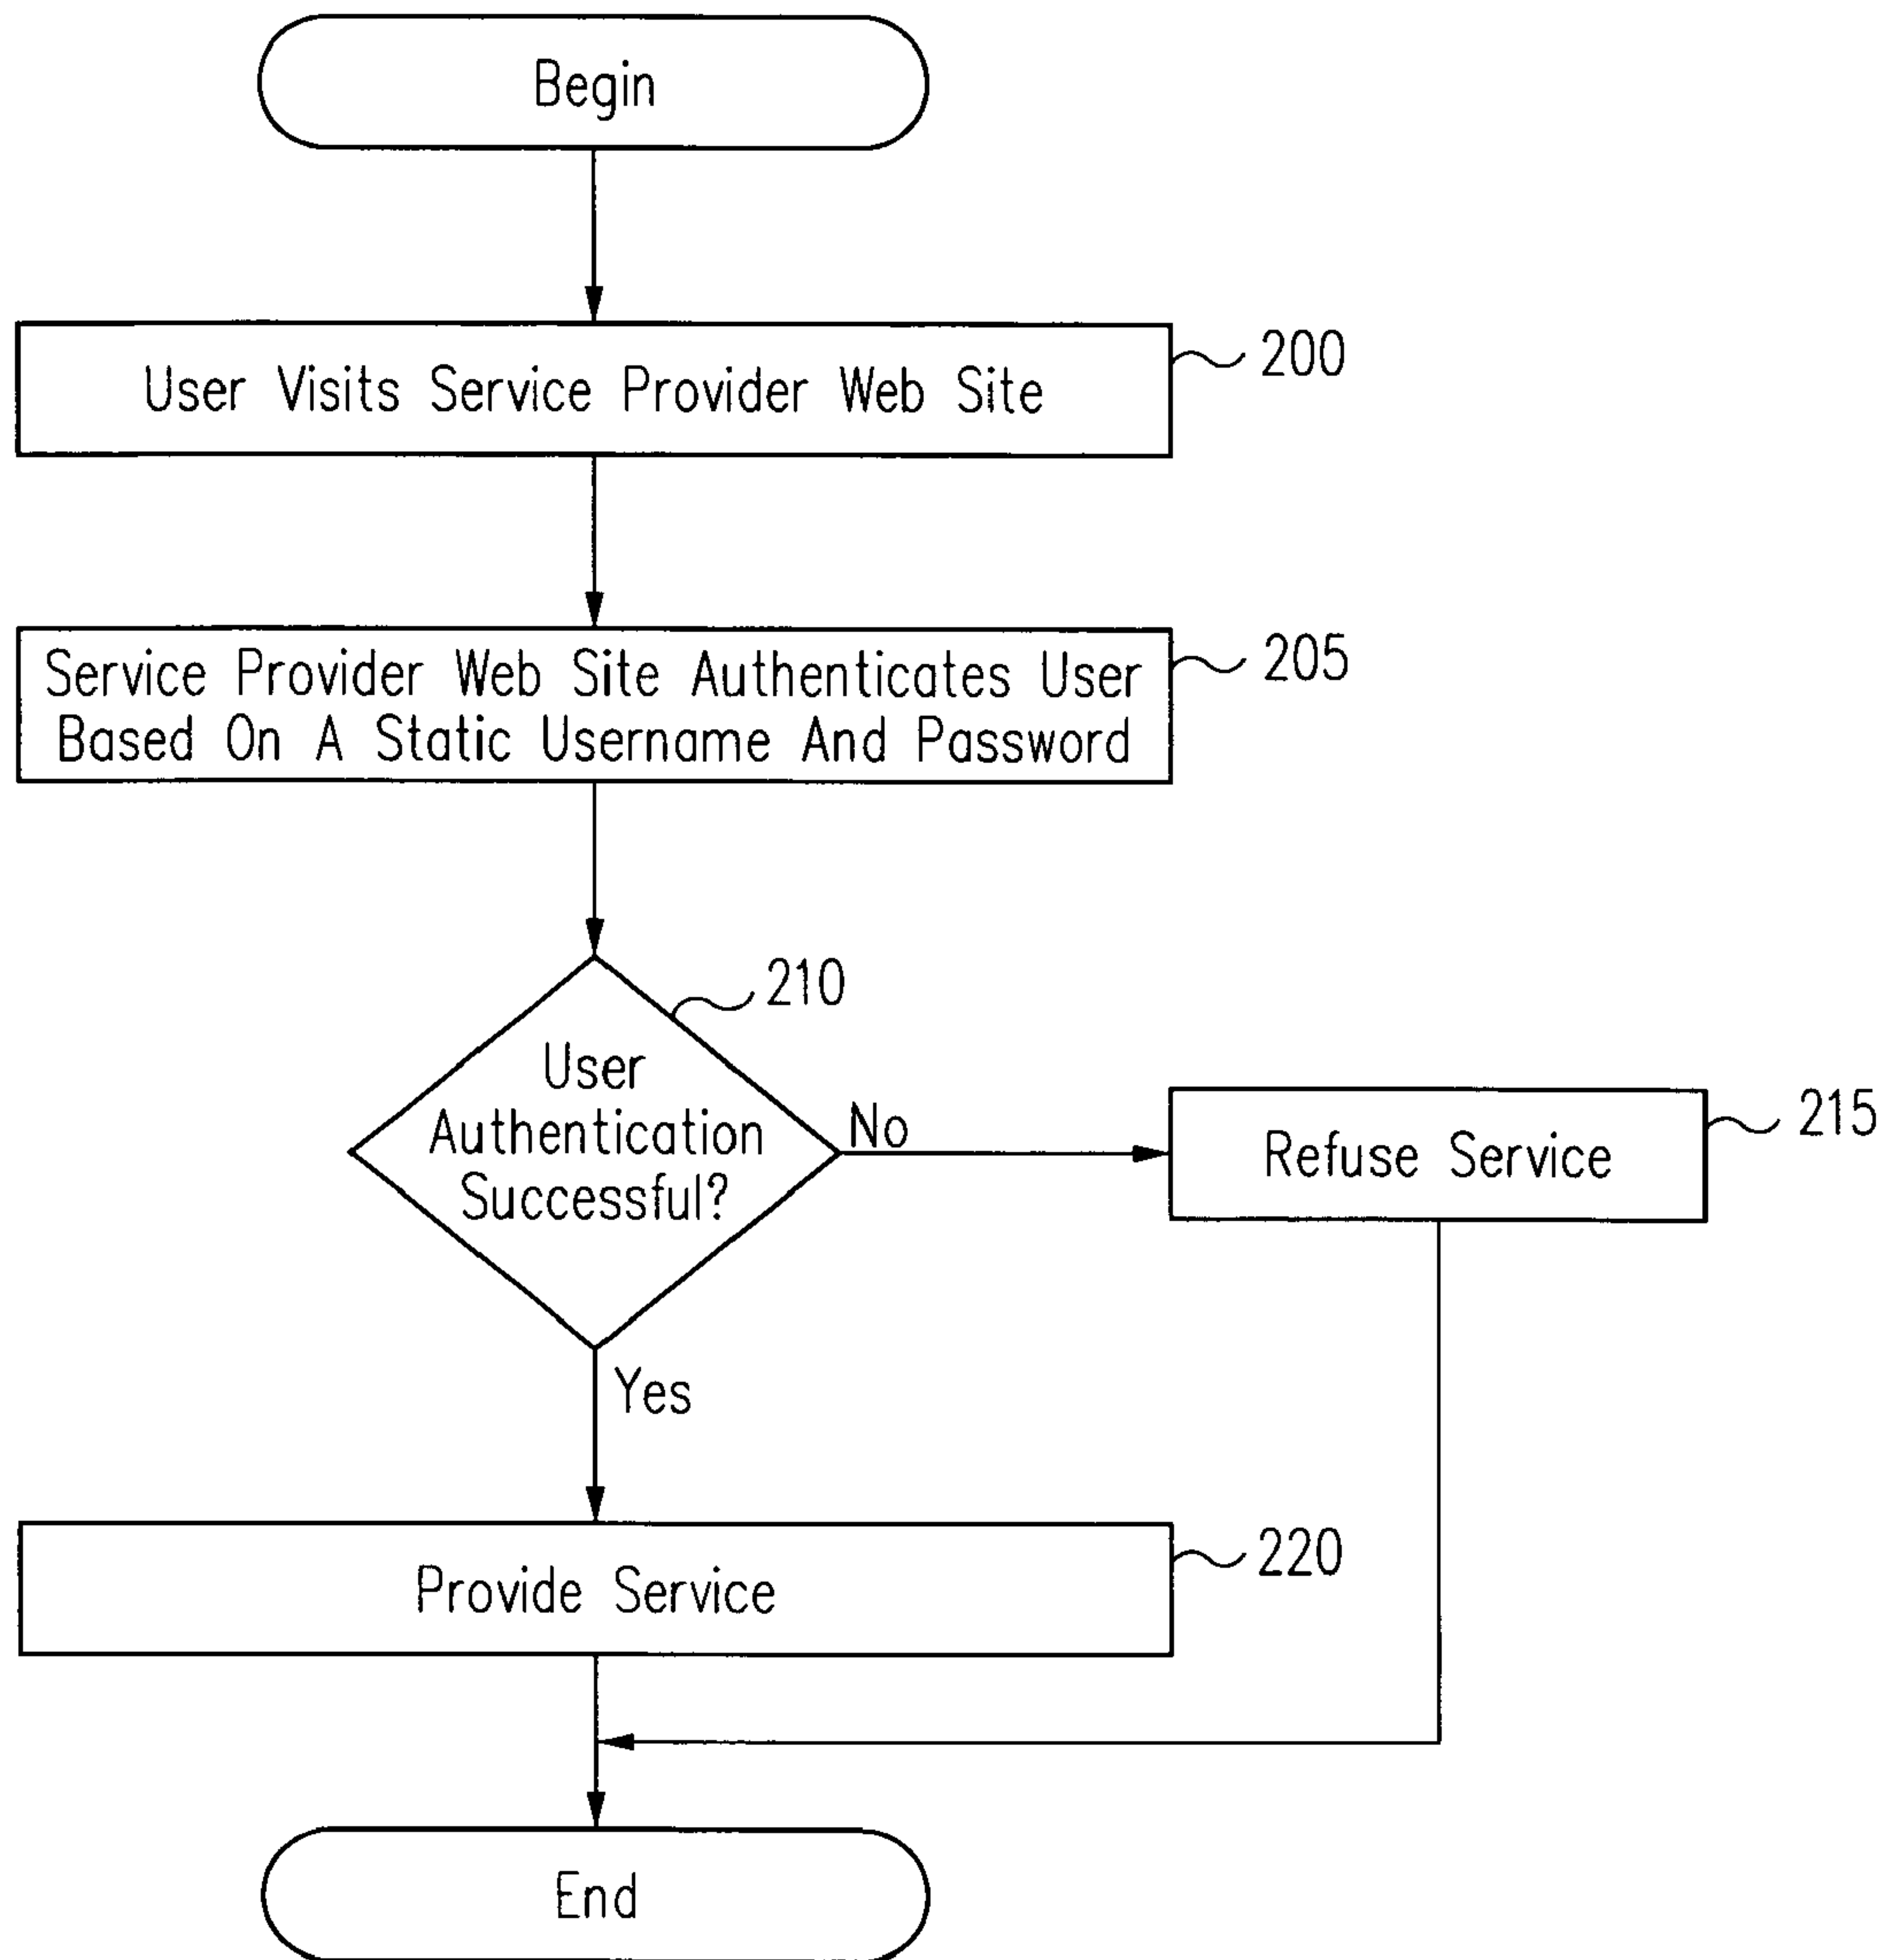 Begin
User Visits Service Provider Web Site
200
Service Provider Web Site Authenticates User
Based On A Static Username And Password
205
210
User
Authentication
Successful?
No
Refuse Service
215
Yes
Provide Service
220
End